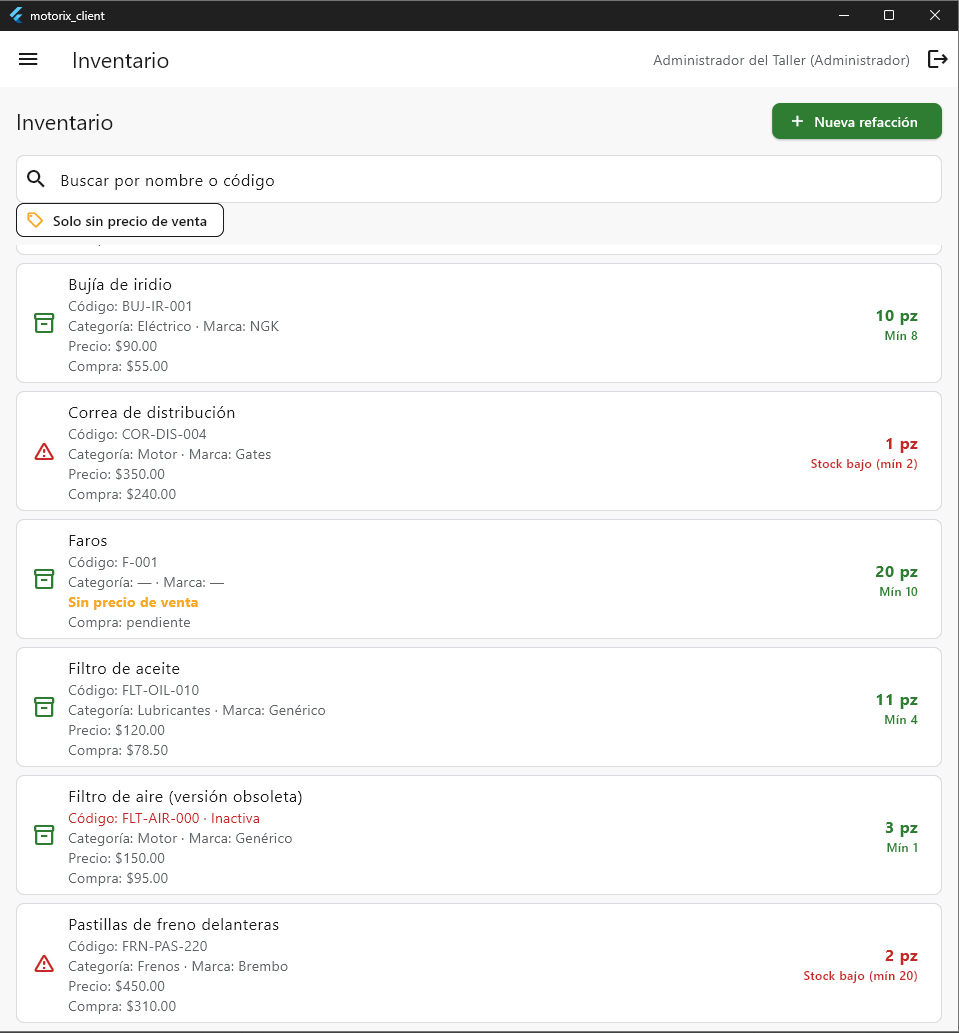 motorix_client
Inventario
Administrador del Taller (Administrador)
Inventario
+ Nueva refacción
Buscar por nombre o código
Solo sin precio de venta
Bujía de iridio
Código: BUJ-IR-001
Categoría: Eléctrico · Marca: NGK
Precio: $90.00
Compra: $55.00
10 pz
Mín 8
Correa de distribución
Código: COR-DIS-004
Categoría: Motor · Marca: Gates
Precio: $350.00
Compra: $240.00
1 pz
Stock bajo (mín 2)
Faros
Código: F-001
Categoría: — · Marca: —
Sin precio de venta
Compra: pendiente
20 pz
Mín 10
Filtro de aceite
Código: FLT-OIL-010
Categoría: Lubricantes · Marca: Genérico
Precio: $120.00
Compra: $78.50
11 pz
Mín 4
Filtro de aire (versión obsoleta)
Código: FLT-AIR-000 · Inactiva
Categoría: Motor · Marca: Genérico
Precio: $150.00
Compra: $95.00
3 pz
Mín 1
Pastillas de freno delanteras
Código: FRN-PAS-220
Categoría: Frenos · Marca: Brembo
Precio: $450.00
Compra: $310.00
2 pz
Stock bajo (mín 20)